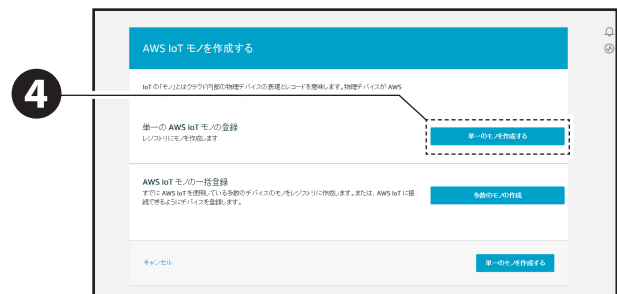 AWS IoT モノを作成する
IoT の「モノ」とはクラウド内部の物理デバイスの表現とレコードを意味します。物理デバイスが AWS
4
単一の AWS IoT モノの登録
レジストリにモノを作成します
単一のモノを作成する
AWS IoT モノの一括登録
すでに AWS IoT を使用している多数のデバイスのモノをレジストリに作成します。または、AWS IoT に接
続できるようにデバイスを登録します。
多数のモノの作成
キャンセル
単一のモノを作成する